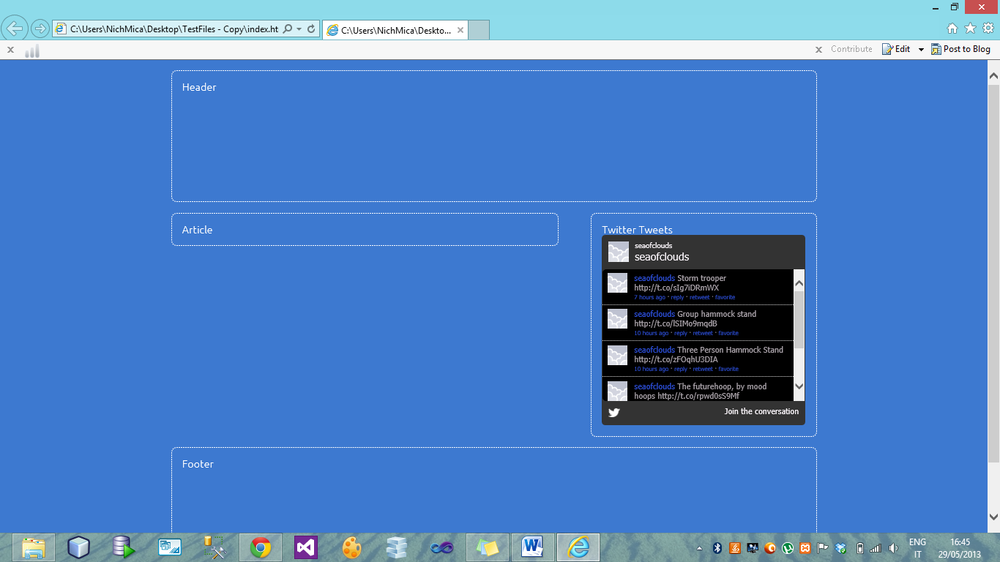 C:\Users\NichMica\Desktop\TestFiles - Copy\index.ht
C:\Users\NichMica\Deskto...
Contribute Edit Post to Blog
Header
Article
Twitter Tweets
seaofclouds
seaofclouds
seaofclouds Storm trooper
http://t.co/sIg7iDRmWX
7 hours ago · reply · retweet · favorite
seaofclouds Group hammock stand
http://t.co/lSIMo9mqdB
10 hours ago · reply · retweet · favorite
seaofclouds Three Person Hammock Stand
http://t.co/zFOqhU3DIA
10 hours ago · reply · retweet · favorite
seaofclouds The futurehoop, by mood
hoops http://t.co/rpwd0sS9Mf
Join the conversation
Footer
ENG 16:45
IT 29/05/2013